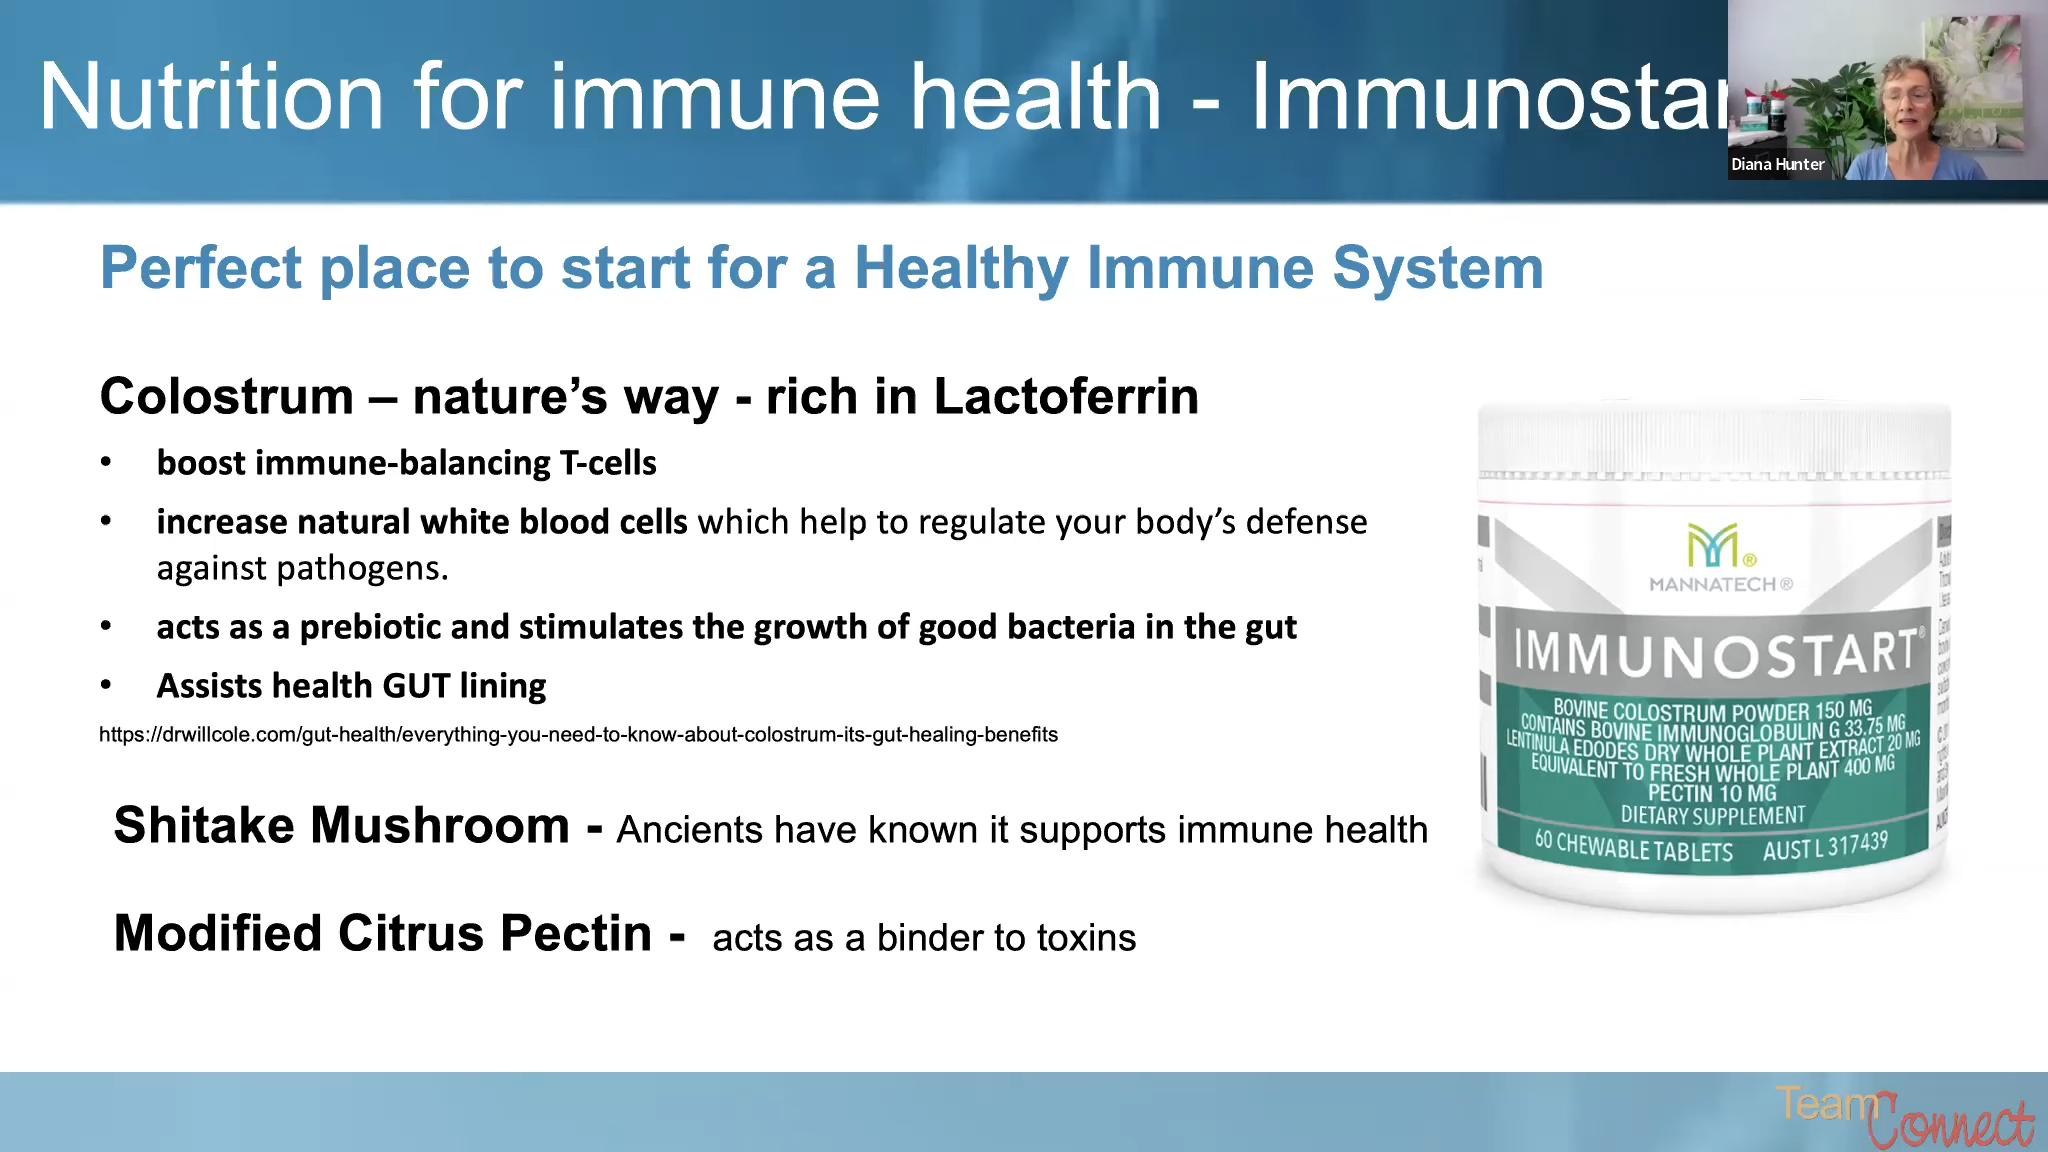 Nutrition for immune health - Immunostar
Diana Hunter
Perfect place to start for a Healthy Immune System
Colostrum – nature’s way - rich in Lactoferrin
• boost immune-balancing T-cells
• increase natural white blood cells which help to regulate your body’s defense
against pathogens.
• acts as a prebiotic and stimulates the growth of good bacteria in the gut
• Assists health GUT lining
https://drwillcole.com/gut-health/everything-you-need-to-know-about-colostrum-its-gut-healing-benefits
Shitake Mushroom - Ancients have known it supports immune health
Modified Citrus Pectin - acts as a binder to toxins
MANNATECH®
IMMUNOSTART®
BOVINE COLOSTRUM POWDER 150 MG
CONTAINS BOVINE IMMUNOGLOBULIN G 33.75 MG
LENTINULA EDODES DRY WHOLE PLANT EXTRACT 20 MG
EQUIVALENT TO FRESH WHOLE PLANT 400 MG
PECTIN 10 MG
DIETARY SUPPLEMENT
60 CHEWABLE TABLETS AUST L 317439
Team Connect